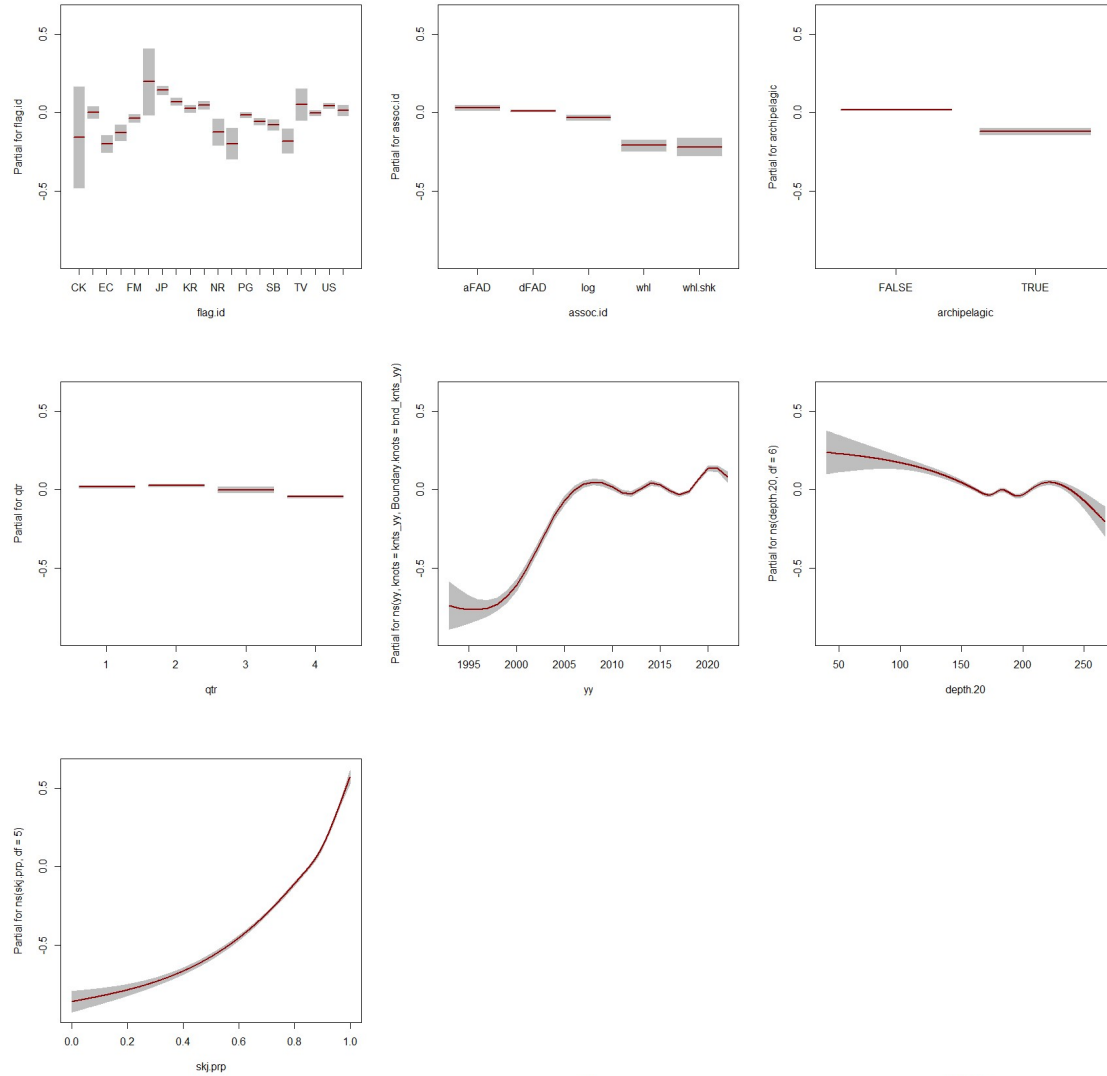 Partial for flag.id
0.5
0.0
-0.5
CK EC FM JP KR NR PG SB TV US
flag.id
Partial for assoc.id
0.5
0.0
-0.5
aFAD dFAD log whl whl.shk
assoc.id
Partial for archipelagic
0.5
0.0
-0.5
FALSE TRUE
archipelagic
Partial for qtr
0.5
0.0
-0.5
1 2 3 4
qtr
Partial for ns(yy, knots = knts_yy, Boundary.knots = bnd_knts_yy)
0.5
0.0
-0.5
1995 2000 2005 2010 2015 2020
yy
Partial for ns(depth.20, df = 6)
0.5
0.0
-0.5
50 100 150 200 250
depth.20
Partial for ns(skj.prp, df = 5)
0.5
0.0
-0.5
0.0 0.2 0.4 0.6 0.8 1.0
skj.prp